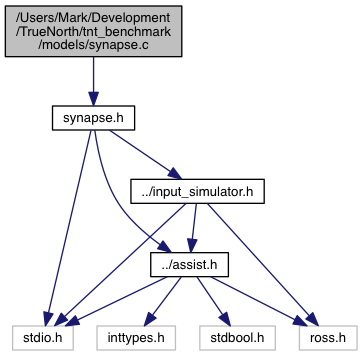 /Users/Mark/Development
/TrueNorth/tnt_benchmark
/models/synapse.c
synapse.h
../input_simulator.h
../assist.h
stdio.h
inttypes.h
stdbool.h
ross.h